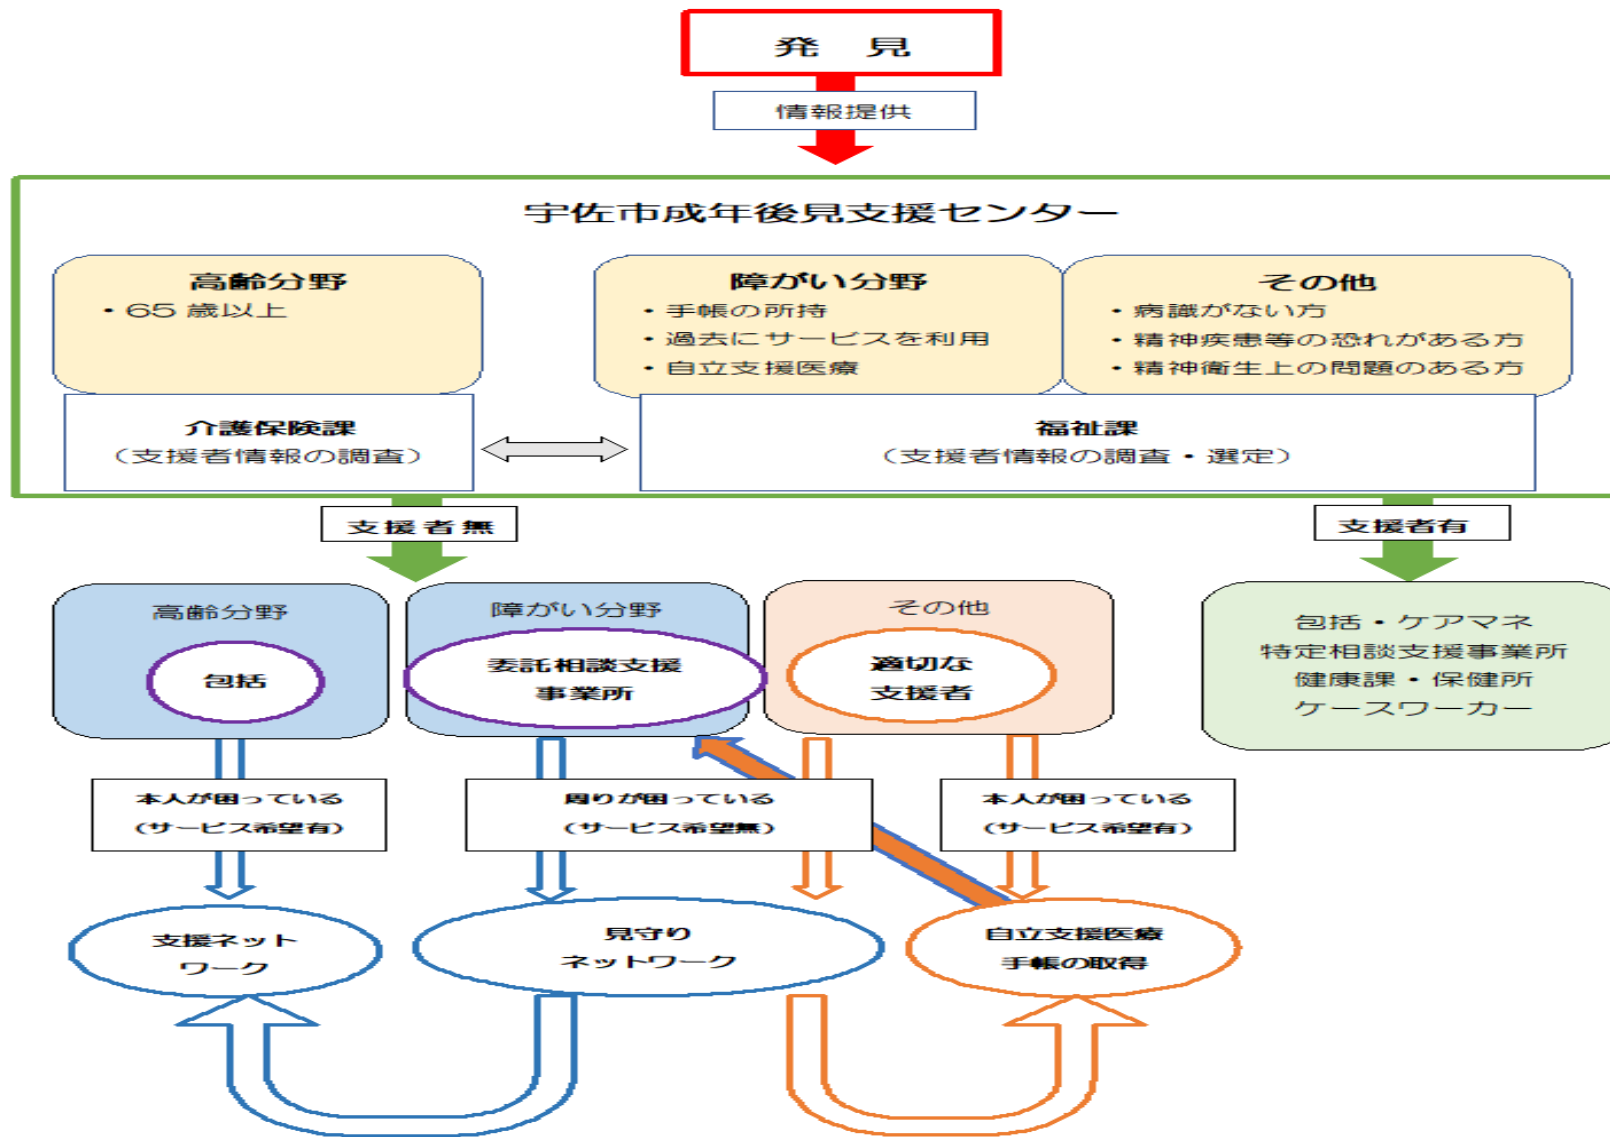 発　見
情報提供
宇佐市成年後見支援センター
高齢分野
・65 歳以上
障がい分野
・手帳の所持
・過去にサービスを利用
・自立支援医療
その他
・病識がない方
・精神疾患等の恐れがある方
・精神衛生上の問題のある方
介護保険課
（支援者情報の調査）
福祉課
（支援者情報の調査・選定）
支援者無
支援者有
高齢分野
包括
障がい分野
委託相談支援
事業所
その他
適切な
支援者
包括・ケアマネ
特定相談支援事業所
健康課・保健所
ケースワーカー
本人が困っている
（サービス希望有）
周りが困っている
（サービス希望無）
本人が困っている
（サービス希望有）
支援ネット
ワーク
見守り
ネットワーク
自立支援医療
手帳の取得